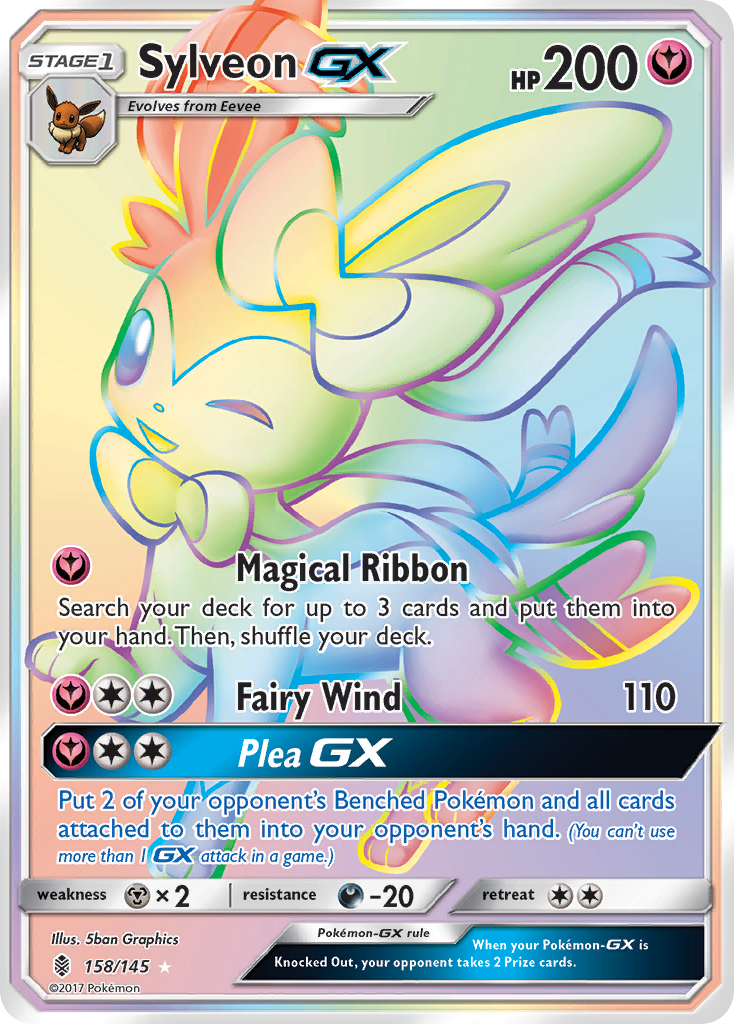 STAGE1
Sylveon GX
HP200
Evolves from Eevee
Magical Ribbon
Search your deck for up to 3 cards and put them into
your hand. Then, shuffle your deck.
Fairy Wind 110
Plea GX
Put 2 of your opponent's Benched Pokémon and all cards
attached to them into your opponent's hand. (You can't use
more than 1 GX attack in a game.)
weakness ×2 resistance -20 retreat
Illus. 5ban Graphics
158/145
©2017 Pokémon
Pokémon-GX rule
When your Pokémon-GX is
Knocked Out, your opponent takes 2 Prize cards.